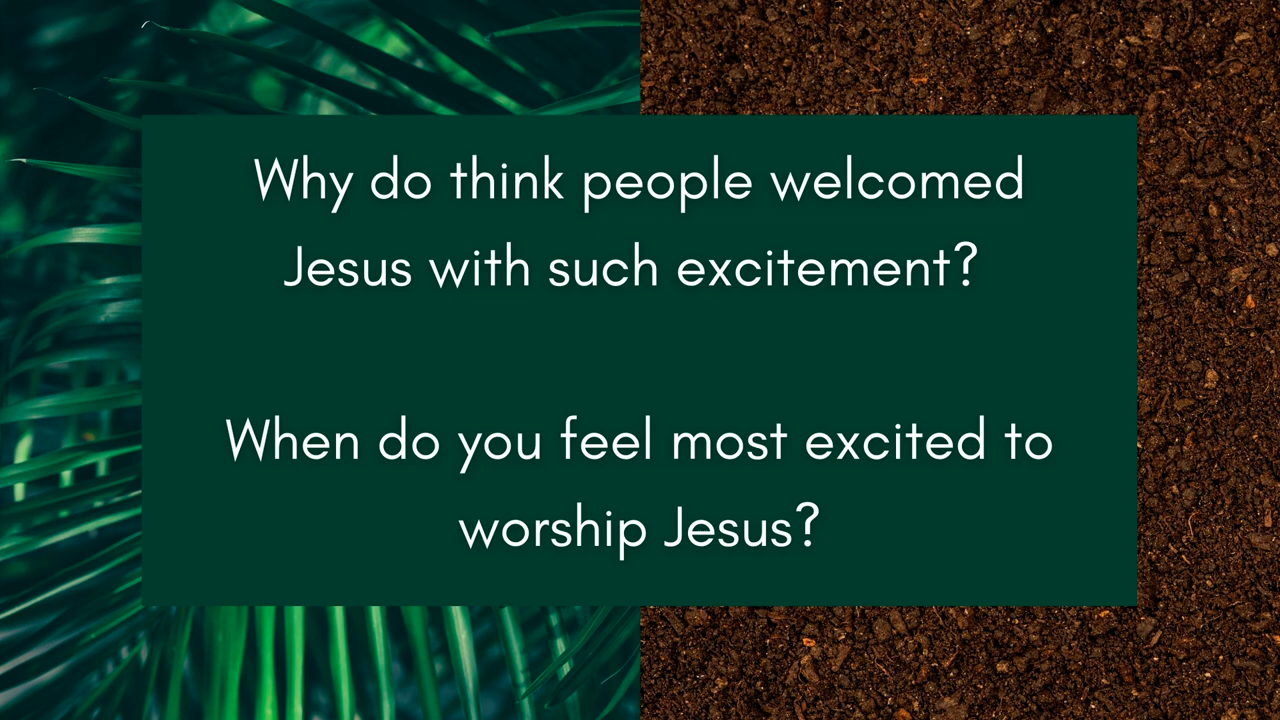 Why do think people welcomed
Jesus with such excitement?
When do you feel most excited to
worship Jesus?